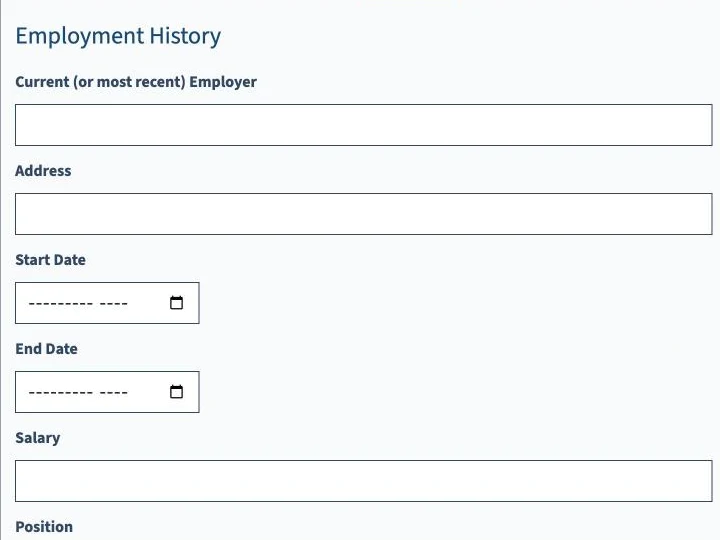 Employment History
Current (or most recent) Employer
Address
Start Date
--------- ----
End Date
--------- ----
Salary
Position